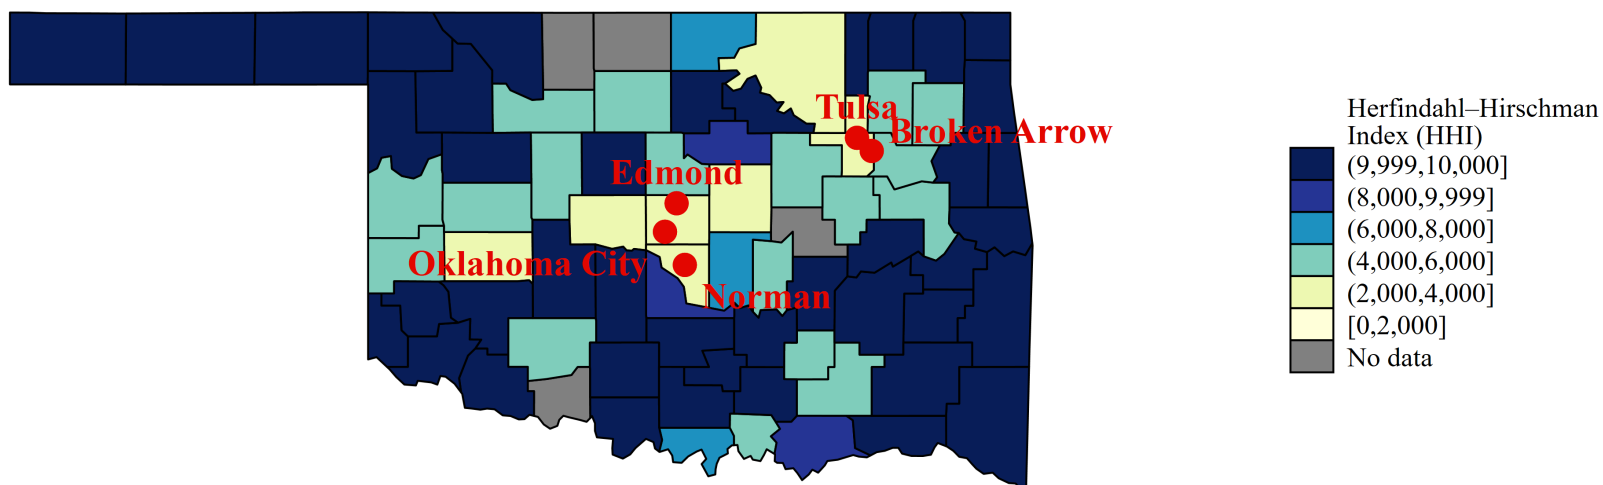 Tulsa
Broken Arrow
Edmond
Oklahoma City
Norman
Herfindahl–Hirschman
Index (HHI)
(9,999,10,000]
(8,000,9,999]
(6,000,8,000]
(4,000,6,000]
(2,000,4,000]
[0,2,000]
No data